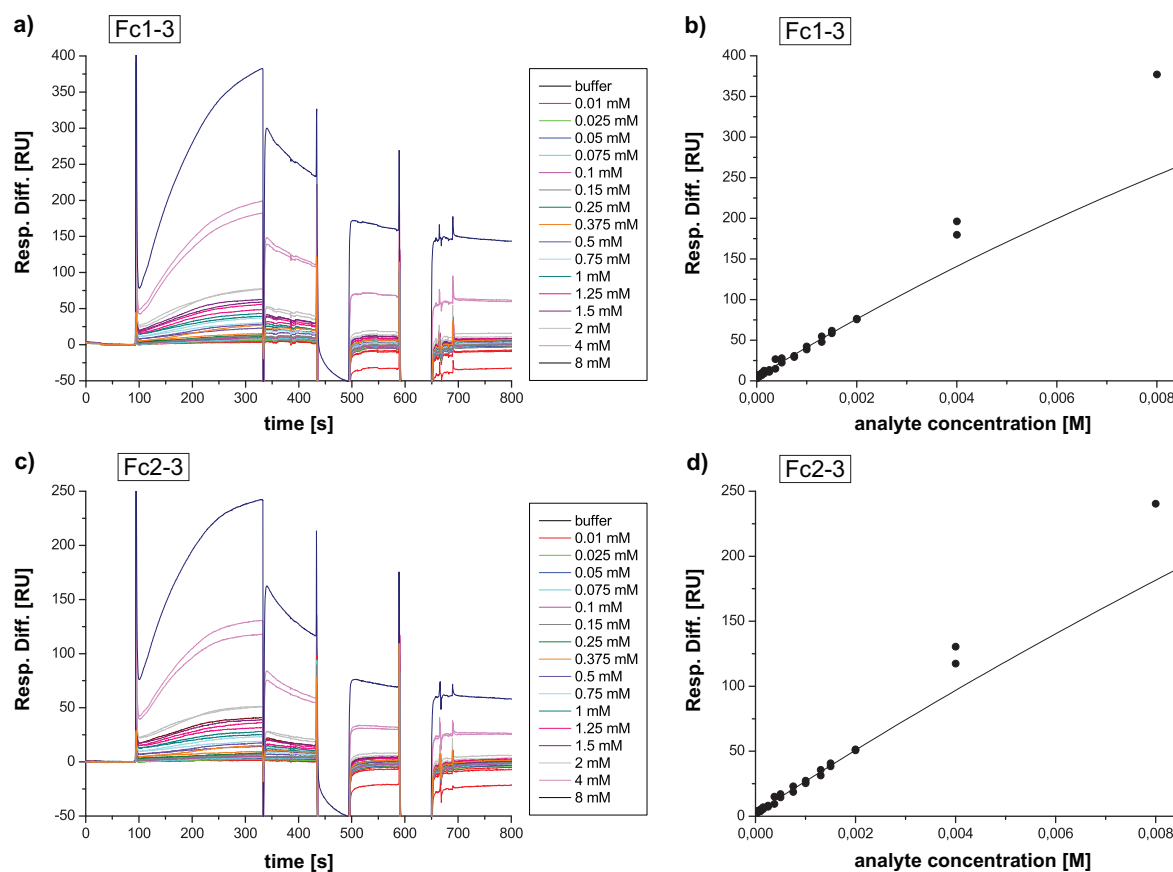 a)
Fc1-3
Resp. Diff. [RU]
400
350
300
250
200
150
100
50
0
-50
0
100
200
300
400
500
600
700
800
time [s]
buffer
0.01 mM
0.025 mM
0.05 mM
0.075 mM
0.1 mM
0.15 mM
0.25 mM
0.375 mM
0.5 mM
0.75 mM
1 mM
1.25 mM
1.5 mM
2 mM
4 mM
8 mM
b)
Fc1-3
Resp. Diff. [RU]
400
350
300
250
200
150
100
50
0
0,000
0,002
0,004
0,006
0,008
analyte concentration [M]
c)
Fc2-3
Resp. Diff. [RU]
250
200
150
100
50
0
-50
0
100
200
300
400
500
600
700
800
time [s]
buffer
0.01 mM
0.025 mM
0.05 mM
0.075 mM
0.1 mM
0.15 mM
0.25 mM
0.375 mM
0.5 mM
0.75 mM
1 mM
1.25 mM
1.5 mM
2 mM
4 mM
8 mM
d)
Fc2-3
Resp. Diff. [RU]
250
200
150
100
50
0
0,000
0,002
0,004
0,006
0,008
analyte concentration [M]